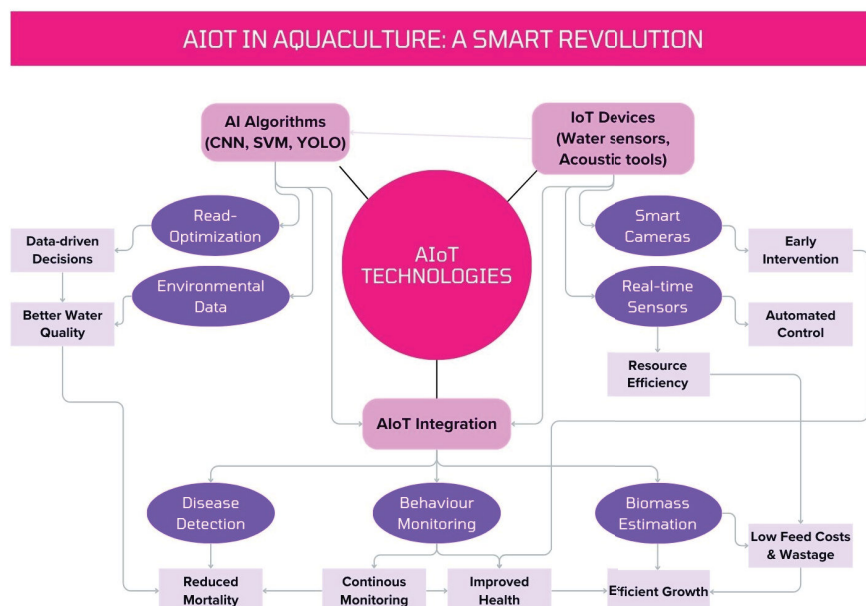 AIOT IN AQUACULTURE: A SMART REVOLUTION
AI Algorithms
(CNN, SVM, YOLO)
IoT Devices
(Water sensors,
Acoustic tools)
Read-
Optimization
Smart
Cameras
Data-driven
Decisions
AIoT
TECHNOLOGIES
Early
Intervention
Environmental
Data
Real-time
Sensors
Better Water
Quality
Automated
Control
Resource
Efficiency
AIoT Integration
Disease
Detection
Behaviour
Monitoring
Biomass
Estimation
Low Feed Costs
& Wastage
Reduced
Mortality
Continous
Monitoring
Improved
Health
Efficient Growth